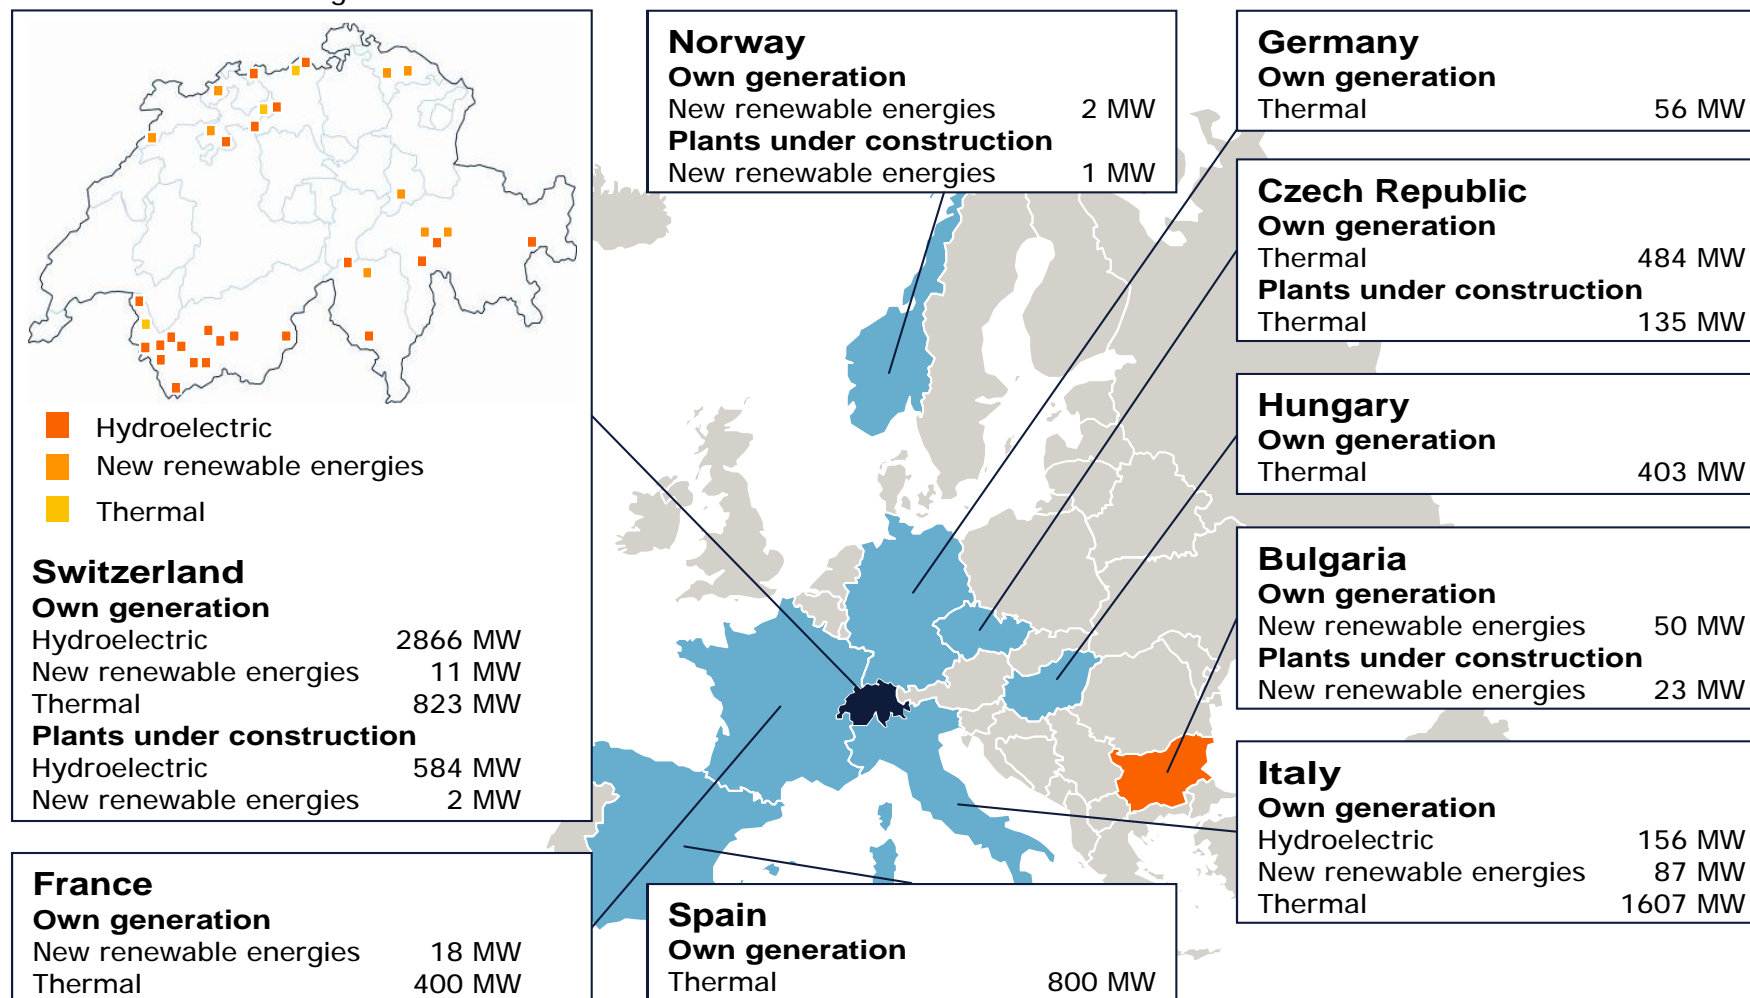 Hydroelectric
New renewable energies
Thermal
Switzerland
Own generation
Hydroelectric 2866 MW
New renewable energies 11 MW
Thermal 823 MW
Plants under construction
Hydroelectric 584 MW
New renewable energies 2 MW
France
Own generation
New renewable energies 18 MW
Thermal 400 MW
Norway
Own generation
New renewable energies 2 MW
Plants under construction
New renewable energies 1 MW
Spain
Own generation
Thermal 800 MW
Germany
Own generation
Thermal 56 MW
Czech Republic
Own generation
Thermal 484 MW
Plants under construction
Thermal 135 MW
Hungary
Own generation
Thermal 403 MW
Bulgaria
Own generation
New renewable energies 50 MW
Plants under construction
New renewable energies 23 MW
Italy
Own generation
Hydroelectric 156 MW
New renewable energies 87 MW
Thermal 1607 MW